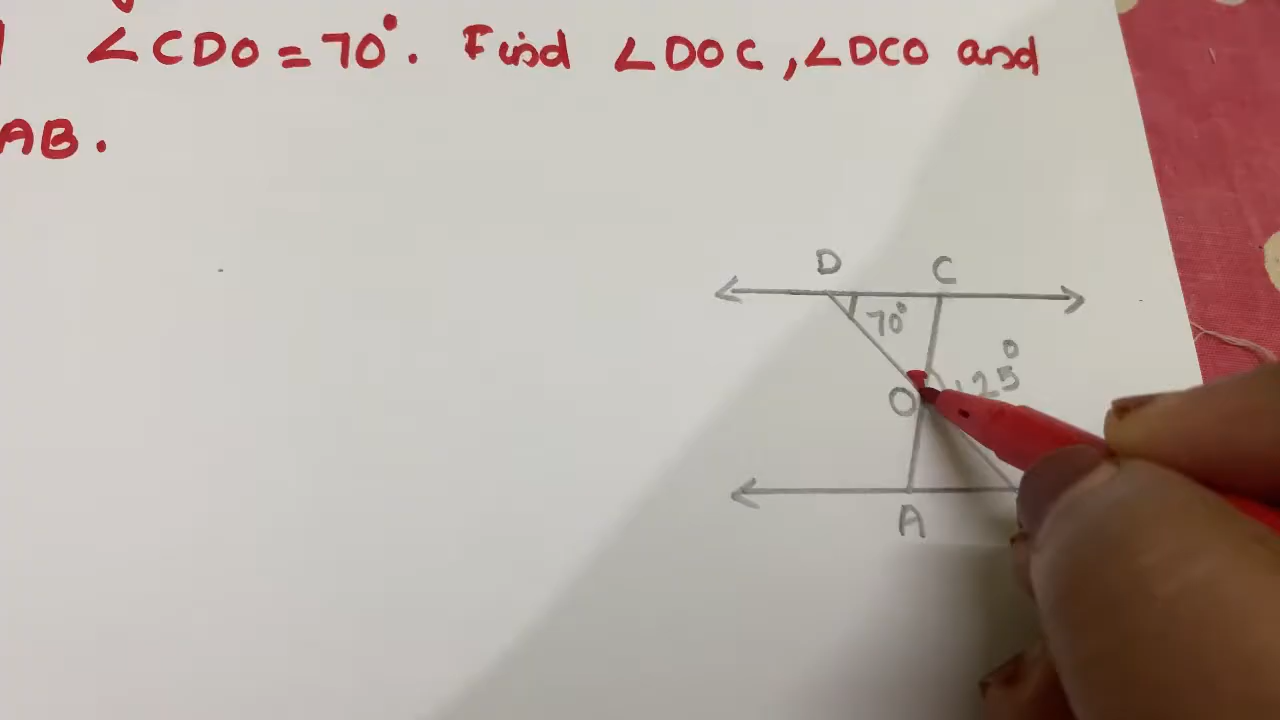 ∠CDO = 70°. Find ∠DOC, ∠DCO and
AB.
D C
70°
125°
O
A